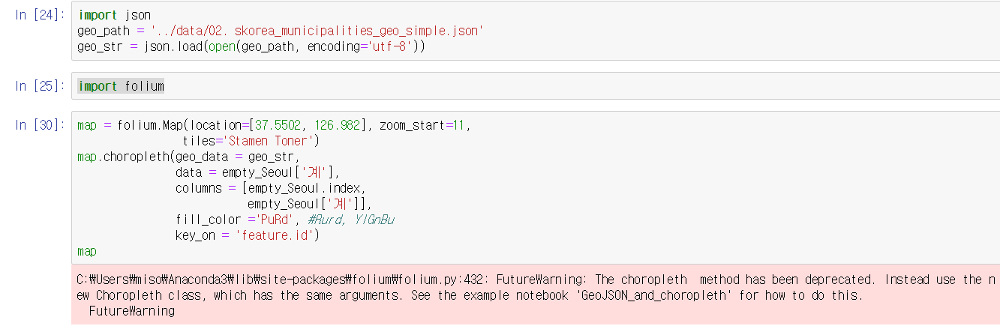 In [24]: import json
geo_path = '../data/02. skorea_municipalities_geo_simple.json'
geo_str = json.load(open(geo_path, encoding='utf-8'))
In [25]: import folium
In [30]: map = folium.Map(location=[37.5502, 126.982], zoom_start=11,
tiles='Stamen Toner')
map.choropleth(geo_data = geo_str,
data = empty_Seoul['계'],
columns = [empty_Seoul.index,
empty_Seoul['계']],
fill_color ='PuRd', #Rurd, YlGnBu
key_on = 'feature.id')
map
C:₩Users₩miso₩Anaconda3₩lib₩site-packages₩folium₩folium.py:432: FutureWarning: The choropleth  method has been deprecated. Instead use the n
ew Choropleth class, which has the same arguments. See the example notebook 'GeoJSON_and_choropleth' for how to do this.
FutureWarning